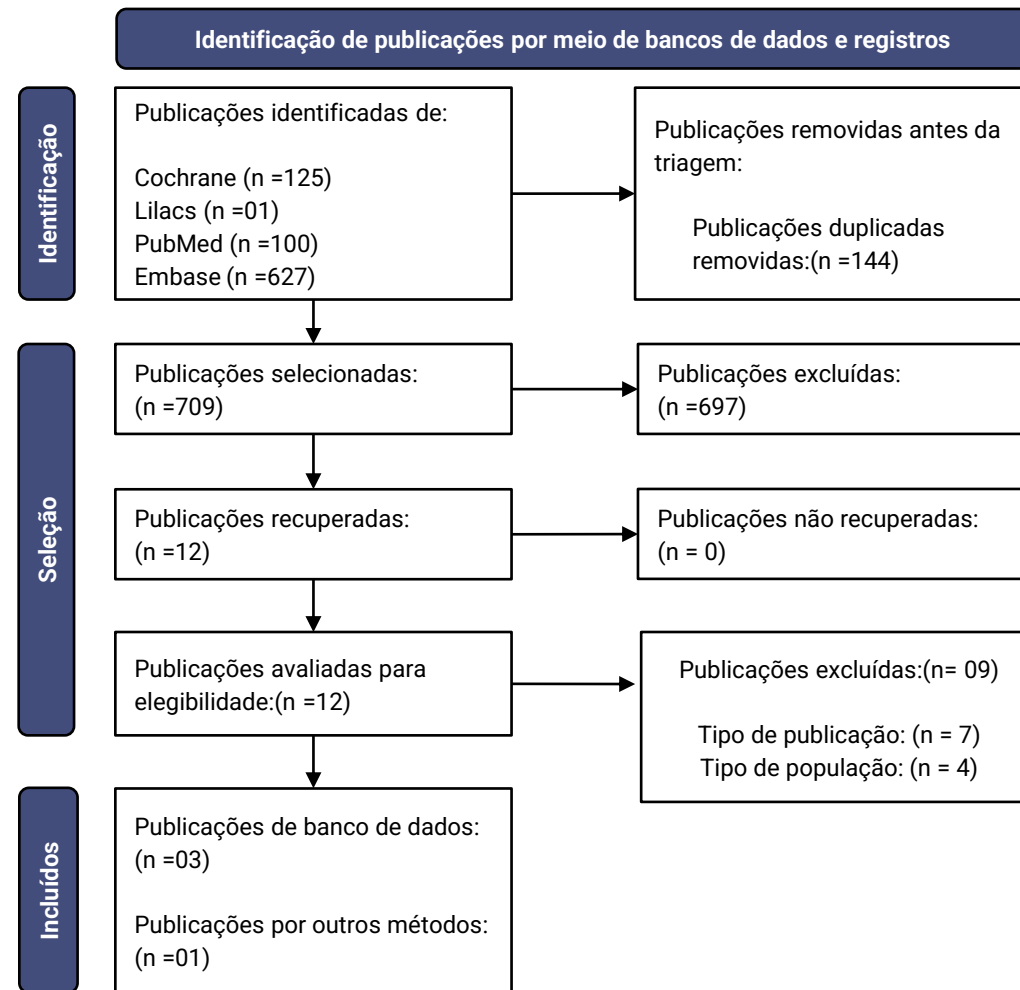 Identificação de publicações por meio de bancos de dados e registros
Identificação
Publicações identificadas de:
Cochrane (n =125)
Lilacs (n =01)
PubMed (n =100)
Embase (n =627)
Publicações removidas antes da
triagem:
Publicações duplicadas
removidas:(n =144)
Seleção
Publicações selecionadas:
(n =709)
Publicações excluídas:
(n =697)
Publicações recuperadas:
(n =12)
Publicações não recuperadas:
(n = 0)
Publicações avaliadas para
elegibilidade:(n =12)
Publicações excluídas:(n= 09)
Tipo de publicação: (n = 7)
Tipo de população: (n = 4)
Incluídos
Publicações de banco de dados:
(n =03)
Publicações por outros métodos:
(n =01)